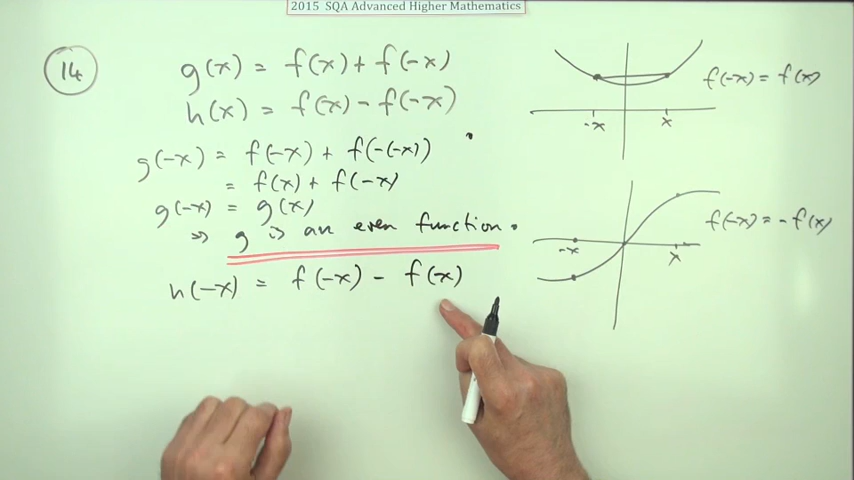 2015 SQA Advanced Higher Mathematics
14
g(x) = f(x) + f(-x)
h(x) = f(x) - f(-x)
g(-x) = f(-x) + f(-(-x))
= f(x) + f(-x)
g(-x) = g(x)
⇒ g is an even function.
h(-x) = f(-x) - f(x)
f(-x) = f(x)
-x x
f(-x) = -f(x)
-x x